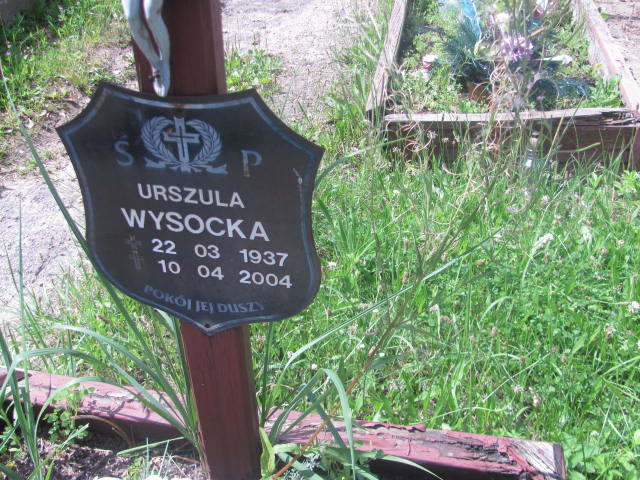 Ś P
URSZULA
WYSOCKA
22 03 1937
10 04 2004
POKÓJ JEJ DUSZY